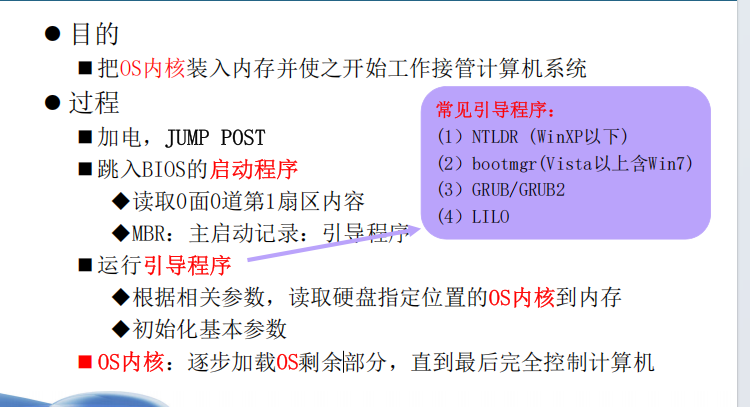 目的
把OS内核装入内存并使之开始工作接管计算机系统
过程
加电，JUMP POST
跳入BIOS的启动程序
读取0面0道第1扇区内容
MBR：主启动记录：引导程序
运行引导程序
根据相关参数，读取硬盘指定位置的OS内核到内存
初始化基本参数
OS内核：逐步加载OS剩余部分，直到最后完全控制计算机
常见引导程序：
(1）NTLDR (WinXP以下)
(2）bootmgr(Vista以上含Win7)
(3）GRUB/GRUB2
(4）LILO